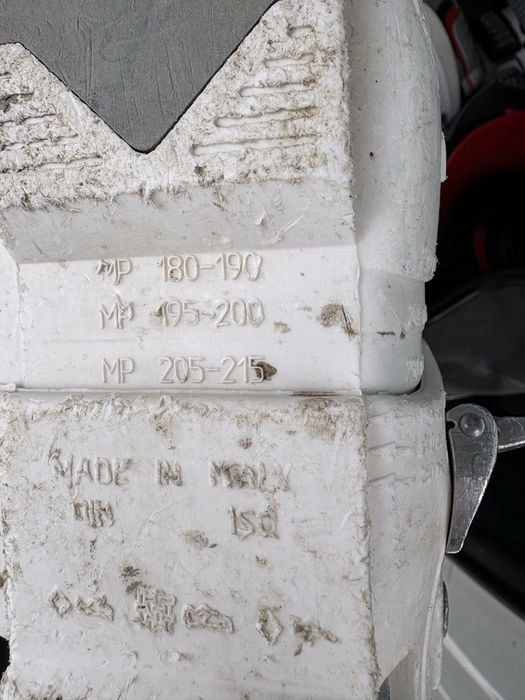 MP 180-190
MP 195-200
MP 205-215
MADE IN ITALY
DIN ISO